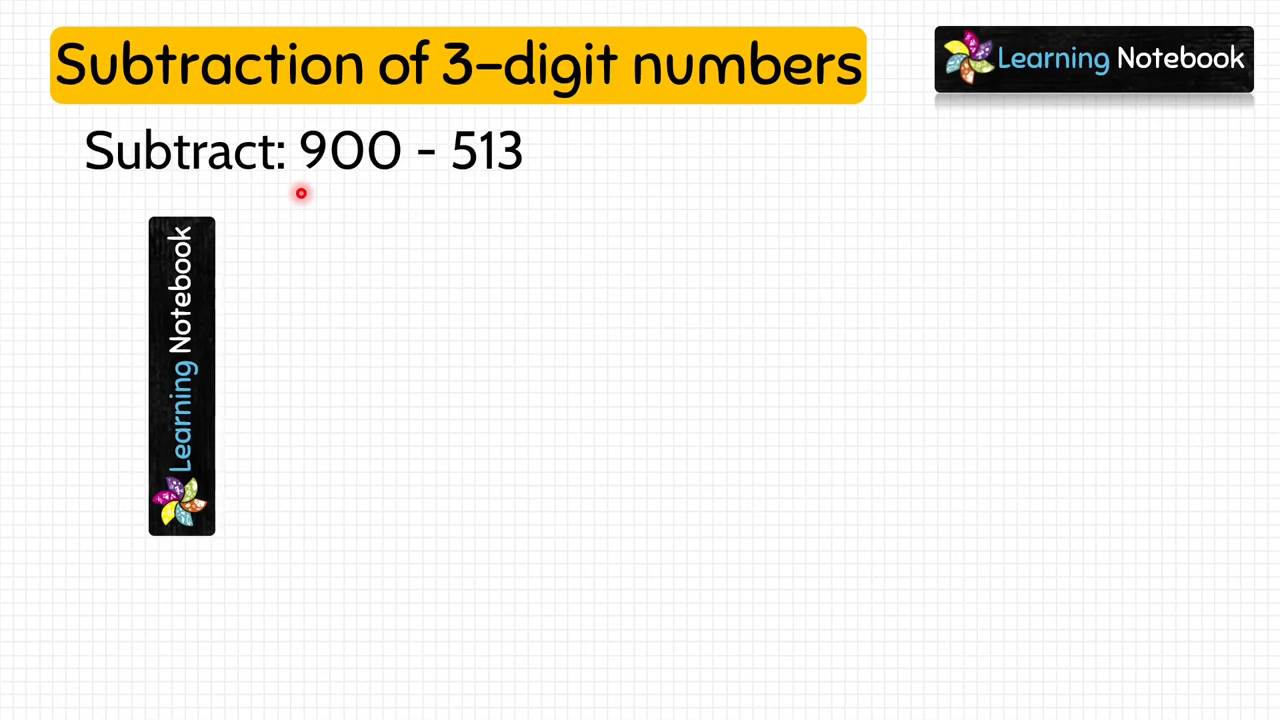 Subtraction of 3-digit numbers
Learning Notebook
Subtract: 900 - 513
Learning Notebook